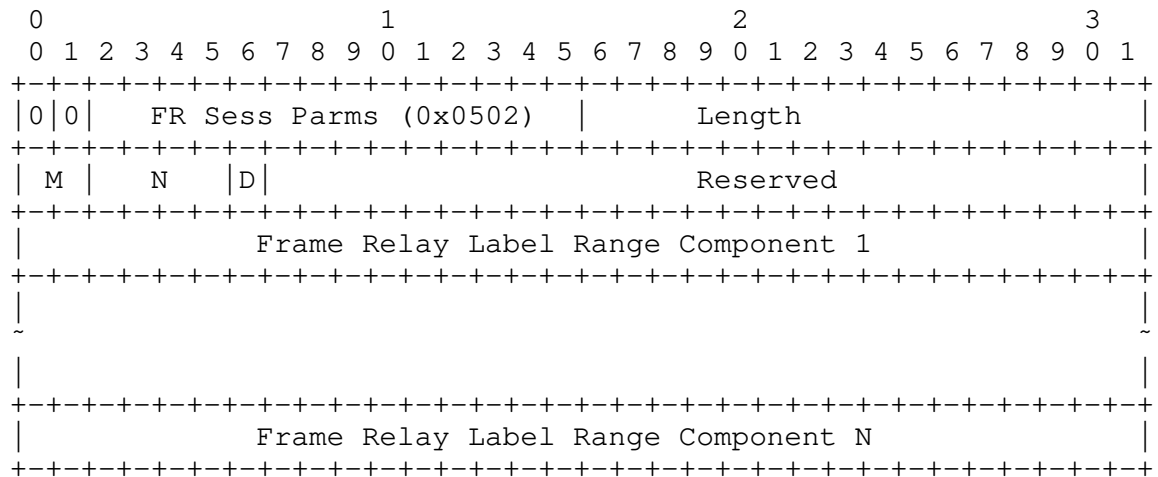 0                   1                   2                   3
 0 1 2 3 4 5 6 7 8 9 0 1 2 3 4 5 6 7 8 9 0 1 2 3 4 5 6 7 8 9 0 1
+-+-+-+-+-+-+-+-+-+-+-+-+-+-+-+-+-+-+-+-+-+-+-+-+-+-+-+-+-+-+-+-+
|0|0|   FR Sess Parms (0x0502)  |      Length                   |
+-+-+-+-+-+-+-+-+-+-+-+-+-+-+-+-+-+-+-+-+-+-+-+-+-+-+-+-+-+-+-+-+
| M |   N   |D|                        Reserved                 |
+-+-+-+-+-+-+-+-+-+-+-+-+-+-+-+-+-+-+-+-+-+-+-+-+-+-+-+-+-+-+-+-+
|             Frame Relay Label Range Component 1               |
+-+-+-+-+-+-+-+-+-+-+-+-+-+-+-+-+-+-+-+-+-+-+-+-+-+-+-+-+-+-+-+-+
|                                                               |
~                                                               ~
|                                                               |
+-+-+-+-+-+-+-+-+-+-+-+-+-+-+-+-+-+-+-+-+-+-+-+-+-+-+-+-+-+-+-+-+
|             Frame Relay Label Range Component N               |
+-+-+-+-+-+-+-+-+-+-+-+-+-+-+-+-+-+-+-+-+-+-+-+-+-+-+-+-+-+-+-+-+